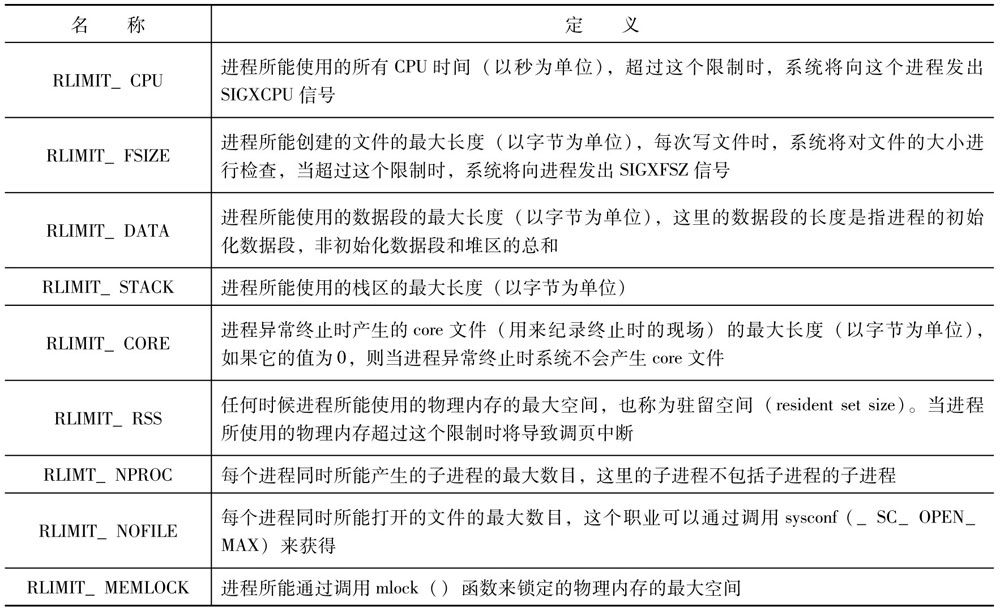 名 称 定 义
RLIMIT_ CPU
进程所能使用的所有 CPU 时间（以秒为单位），超过这个限制时，系统将向这个进程发出
SIGXCPU 信号
RLIMIT_ FSIZE
进程所能创建的文件的最大长度（以字节为单位），每次写文件时，系统将对文件的大小进
行检查，当超过这个限制时，系统将向进程发出 SIGXFSZ 信号
RLIMIT_ DATA
进程所能使用的数据段的最大长度（以字节为单位），这里的数据段的长度是指进程的初始
化数据段，非初始化数据段和堆区的总和
RLIMIT_ STACK
进程所能使用的栈区的最大长度（以字节为单位）
RLIMIT_ CORE
进程异常终止时产生的 core 文件（用来纪录终止时的现场）的最大长度（以字节为单位），
如果它的值为 0，则当进程异常终止时系统不会产生 core 文件
RLIMIT_ RSS
任何时候进程所能使用的物理内存的最大空间，也称为驻留空间（resident set size）。当进程
所使用的物理内存超过这个限制时将导致调页中断
RLIMT_ NPROC
每个进程同时所能产生的子进程的最大数目，这里的子进程不包括子进程的子进程
RLIMIT_ NOFILE
每个进程同时所能打开的文件的最大数目，这个职业可以通过调用 sysconf（_ SC_ OPEN_
MAX）来获得
RLIMIT_ MEMLOCK
进程所能通过调用 mlock（）函数来锁定的物理内存的最大空间